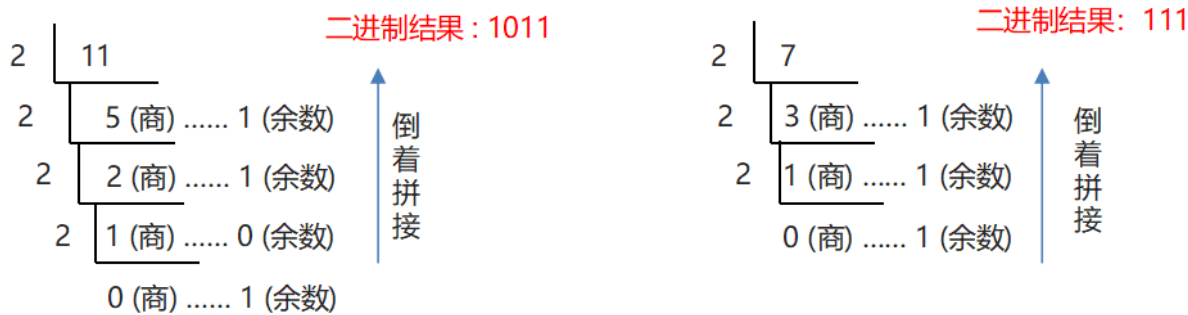 二进制结果 : 1011
2 11
2 5 (商) ...... 1 (余数)
2 2 (商) ...... 1 (余数)
2 1 (商) ...... 0 (余数)
0 (商) ...... 1 (余数)
倒着拼接
二进制结果：111
2 7
2 3 (商) ...... 1 (余数)
2 1 (商) ...... 1 (余数)
0 (商) ...... 1 (余数)
倒着拼接